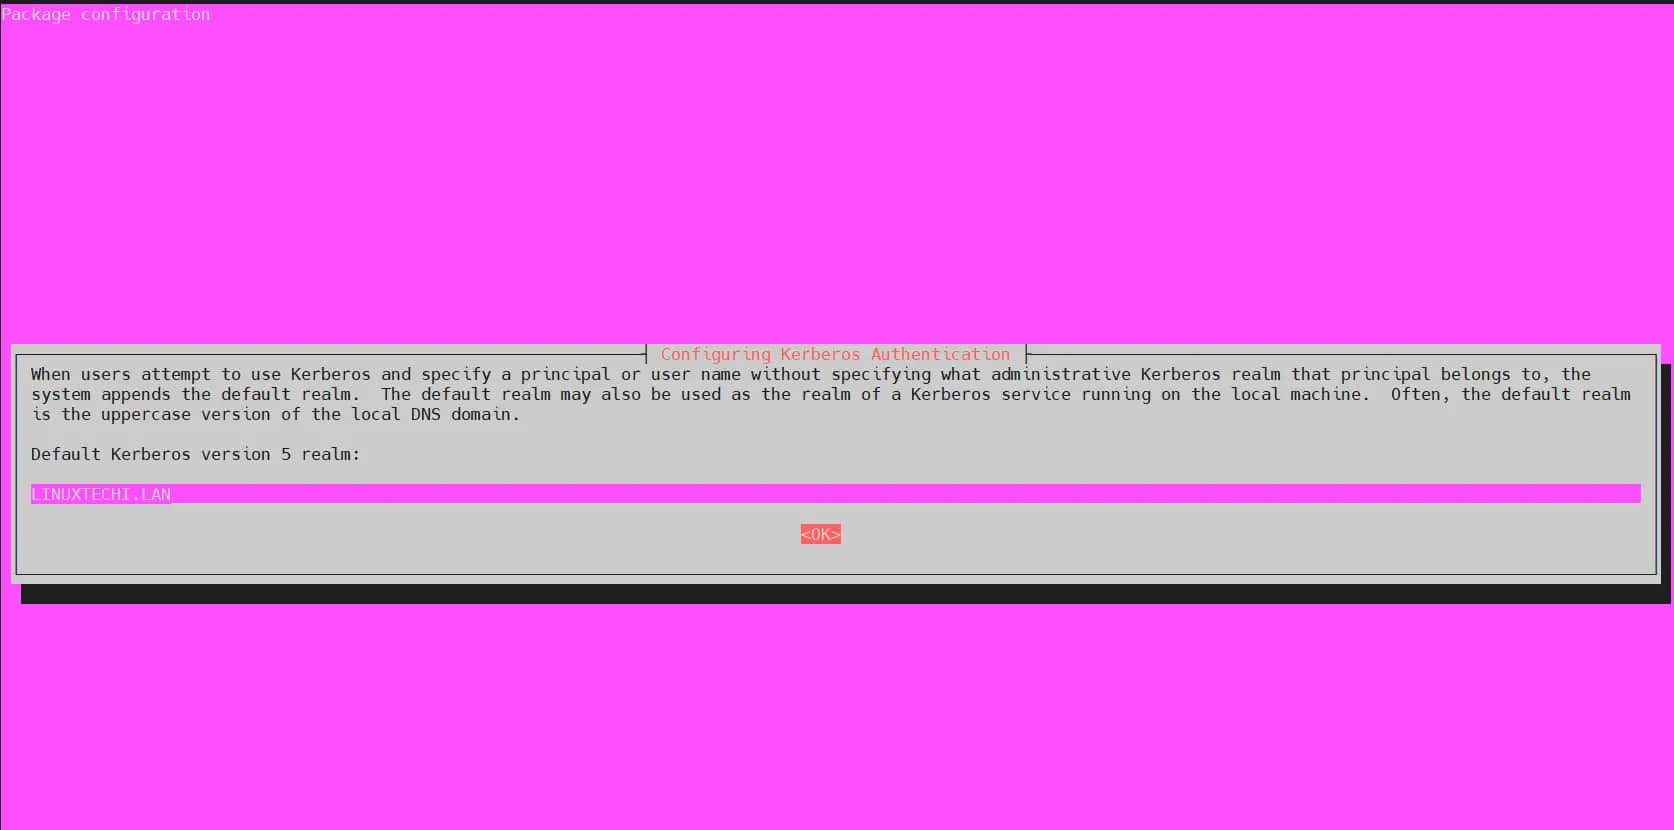 Package configuration
Configuring Kerberos Authentication
When users attempt to use Kerberos and specify a principal or user name without specifying what administrative Kerberos realm that principal belongs to, the
system appends the default realm.  The default realm may also be used as the realm of a Kerberos service running on the local machine.  Often, the default realm
is the uppercase version of the local DNS domain.
Default Kerberos version 5 realm:
LINUXTECHI.LAN
<OK>